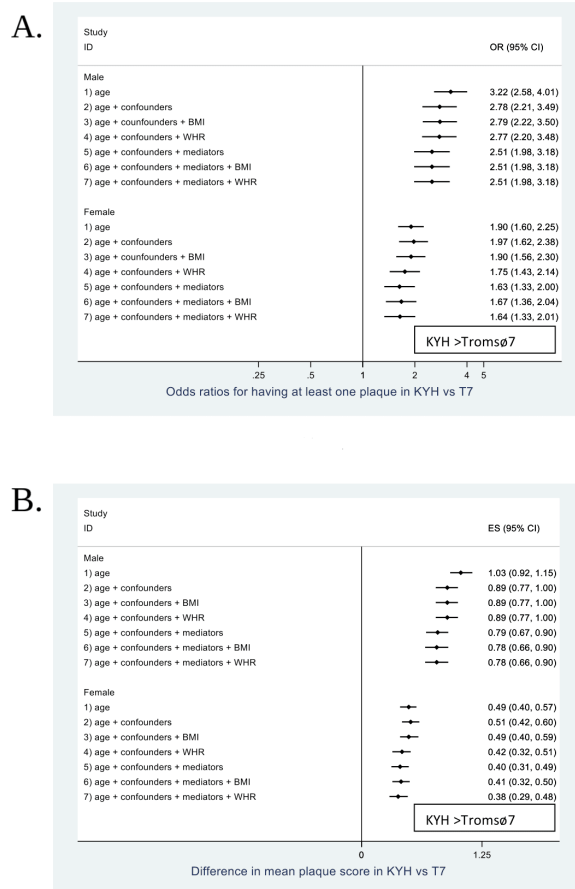 A.
Study
ID OR (95% CI)
Male
1) age 3.22 (2.58, 4.01)
2) age + confounders 2.78 (2.21, 3.49)
3) age + counfounders + BMI 2.79 (2.22, 3.50)
4) age + confounders + WHR 2.77 (2.20, 3.48)
5) age + confounders + mediators 2.51 (1.98, 3.18)
6) age + confounders + mediators + BMI 2.51 (1.98, 3.18)
7) age + confounders + mediators + WHR 2.51 (1.98, 3.18)
Female
1) age 1.90 (1.60, 2.25)
2) age + confounders 1.97 (1.62, 2.38)
3) age + counfounders + BMI 1.90 (1.56, 2.30)
4) age + confounders + WHR 1.75 (1.43, 2.14)
5) age + confounders + mediators 1.63 (1.33, 2.00)
6) age + confounders + mediators + BMI 1.67 (1.36, 2.04)
7) age + confounders + mediators + WHR 1.64 (1.33, 2.01)
KYH >Tromsø7
.25 .5 1 2 4 5
Odds ratios for having at least one plaque in KYH vs T7
B.
Study
ID ES (95% CI)
Male
1) age 1.03 (0.92, 1.15)
2) age + confounders 0.89 (0.77, 1.00)
3) age + confounders + BMI 0.89 (0.77, 1.00)
4) age + confounders + WHR 0.89 (0.77, 1.00)
5) age + confounders + mediators 0.79 (0.67, 0.90)
6) age + confounders + mediators + BMI 0.78 (0.66, 0.90)
7) age + confounders + mediators + WHR 0.78 (0.66, 0.90)
Female
1) age 0.49 (0.40, 0.57)
2) age + confounders 0.51 (0.42, 0.60)
3) age + confounders + BMI 0.49 (0.40, 0.59)
4) age + confounders + WHR 0.42 (0.32, 0.51)
5) age + confounders + mediators 0.40 (0.31, 0.49)
6) age + confounders + mediators + BMI 0.41 (0.32, 0.50)
7) age + confounders + mediators + WHR 0.38 (0.29, 0.48)
KYH >Tromsø7
0 1.25
Difference in mean plaque score in KYH vs T7